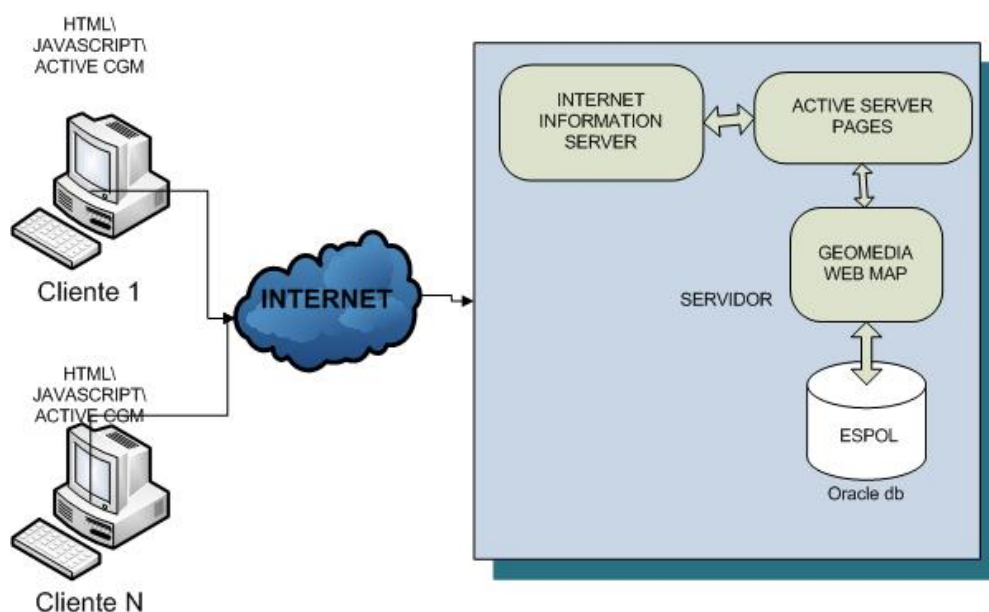 HTML\
JAVASCRIPT\
ACTIVE CGM
Cliente 1
HTML\
JAVASCRIPT\
ACTIVE CGM
Cliente N
INTERNET
INTERNET
INFORMATION
SERVER
ACTIVE SERVER
PAGES
GEOMEDIA
WEB MAP
SERVIDOR
ESPOL
Oracle db